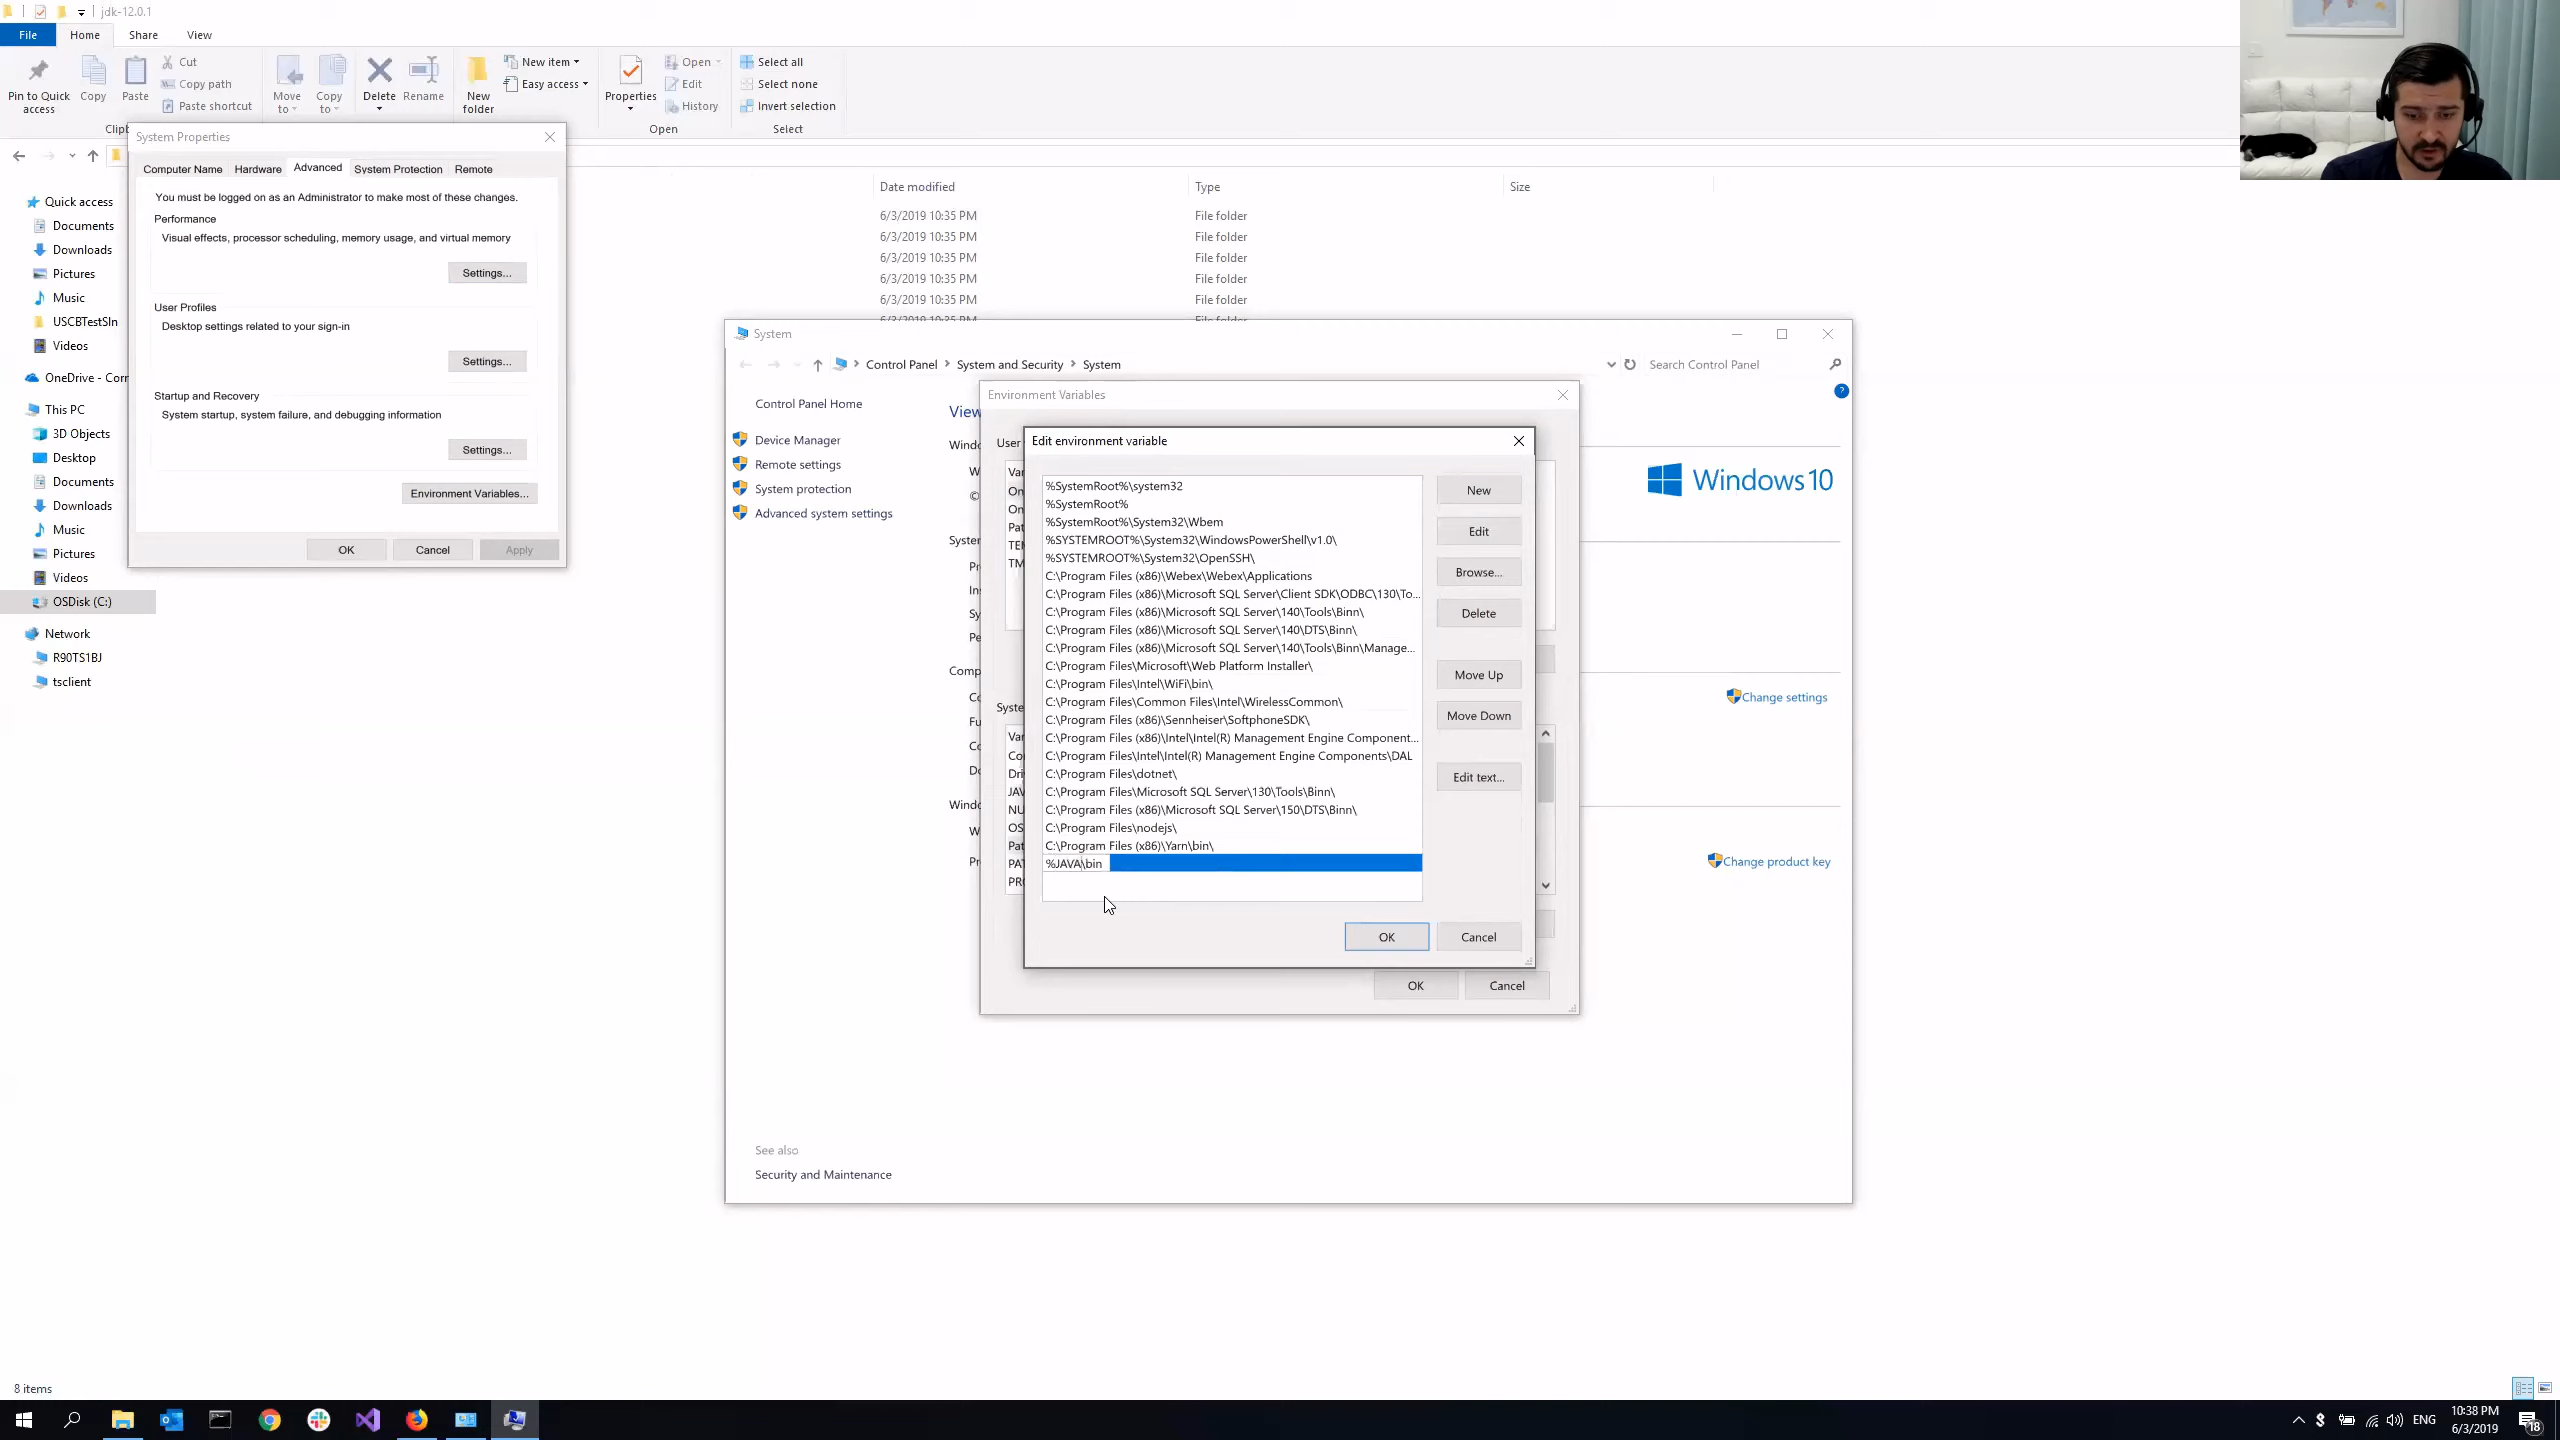 jdk-12.0.1
File
Home
Share
View
Pin to Quick access
Copy
Paste
Cut
Copy path
Paste shortcut
Move to
Copy to
Delete
Rename
New folder
New item
Easy access
Properties
Open
Edit
History
Open
Select all
Select none
Invert selection
Select
System Properties
Computer Name
Hardware
Advanced
System Protection
Remote
You must be logged on as an Administrator to make most of these changes.
Performance
Visual effects, processor scheduling, memory usage, and virtual memory
Settings...
User Profiles
Desktop settings related to your sign-in
Settings...
Startup and Recovery
System startup, system failure, and debugging information
Settings...
Environment Variables...
OK
Cancel
Apply
Quick access
Documents
Downloads
Pictures
Music
USCBTestSln
Videos
OneDrive - Corr
This PC
3D Objects
Desktop
Documents
Downloads
Music
Pictures
Videos
OSDisk (C:)
Network
R90TS1BJ
tsclient
Date modified
Type
Size
6/3/2019 10:35 PM File folder
6/3/2019 10:35 PM File folder
6/3/2019 10:35 PM File folder
6/3/2019 10:35 PM File folder
6/3/2019 10:35 PM File folder
System
Control Panel
System and Security
System
Search Control Panel
Control Panel Home
Device Manager
Remote settings
System protection
Advanced system settings
View
See also
Security and Maintenance
Windows 10
Change settings
Change product key
Environment Variables
User
OK
Cancel
Edit environment variable
%SystemRoot%\system32
%SystemRoot%
%SystemRoot%\System32\Wbem
%SYSTEMROOT%\System32\WindowsPowerShell\v1.0\
%SYSTEMROOT%\System32\OpenSSH\
C:\Program Files (x86)\Webex\Webex\Applications
C:\Program Files (x86)\Microsoft SQL Server\Client SDK\ODBC\130\To...
C:\Program Files (x86)\Microsoft SQL Server\140\Tools\Binn\
C:\Program Files (x86)\Microsoft SQL Server\140\DTS\Binn\
C:\Program Files (x86)\Microsoft SQL Server\140\Tools\Binn\Manage...
C:\Program Files\Microsoft\Web Platform Installer\
C:\Program Files\Intel\WiFi\bin\
C:\Program Files\Common Files\Intel\WirelessCommon\
C:\Program Files (x86)\Sennheiser\SoftphoneSDK\
C:\Program Files (x86)\Intel\Intel(R) Management Engine Component...
C:\Program Files\Intel\Intel(R) Management Engine Components\DAL
C:\Program Files\dotnet\
C:\Program Files\Microsoft SQL Server\130\Tools\Binn\
C:\Program Files (x86)\Microsoft SQL Server\150\DTS\Binn\
C:\Program Files\nodejs\
C:\Program Files (x86)\Yarn\bin\
%JAVA\bin
New
Edit
Browse...
Delete
Move Up
Move Down
Edit text...
OK
Cancel
8 items
ENG
10:38 PM
6/3/2019
18